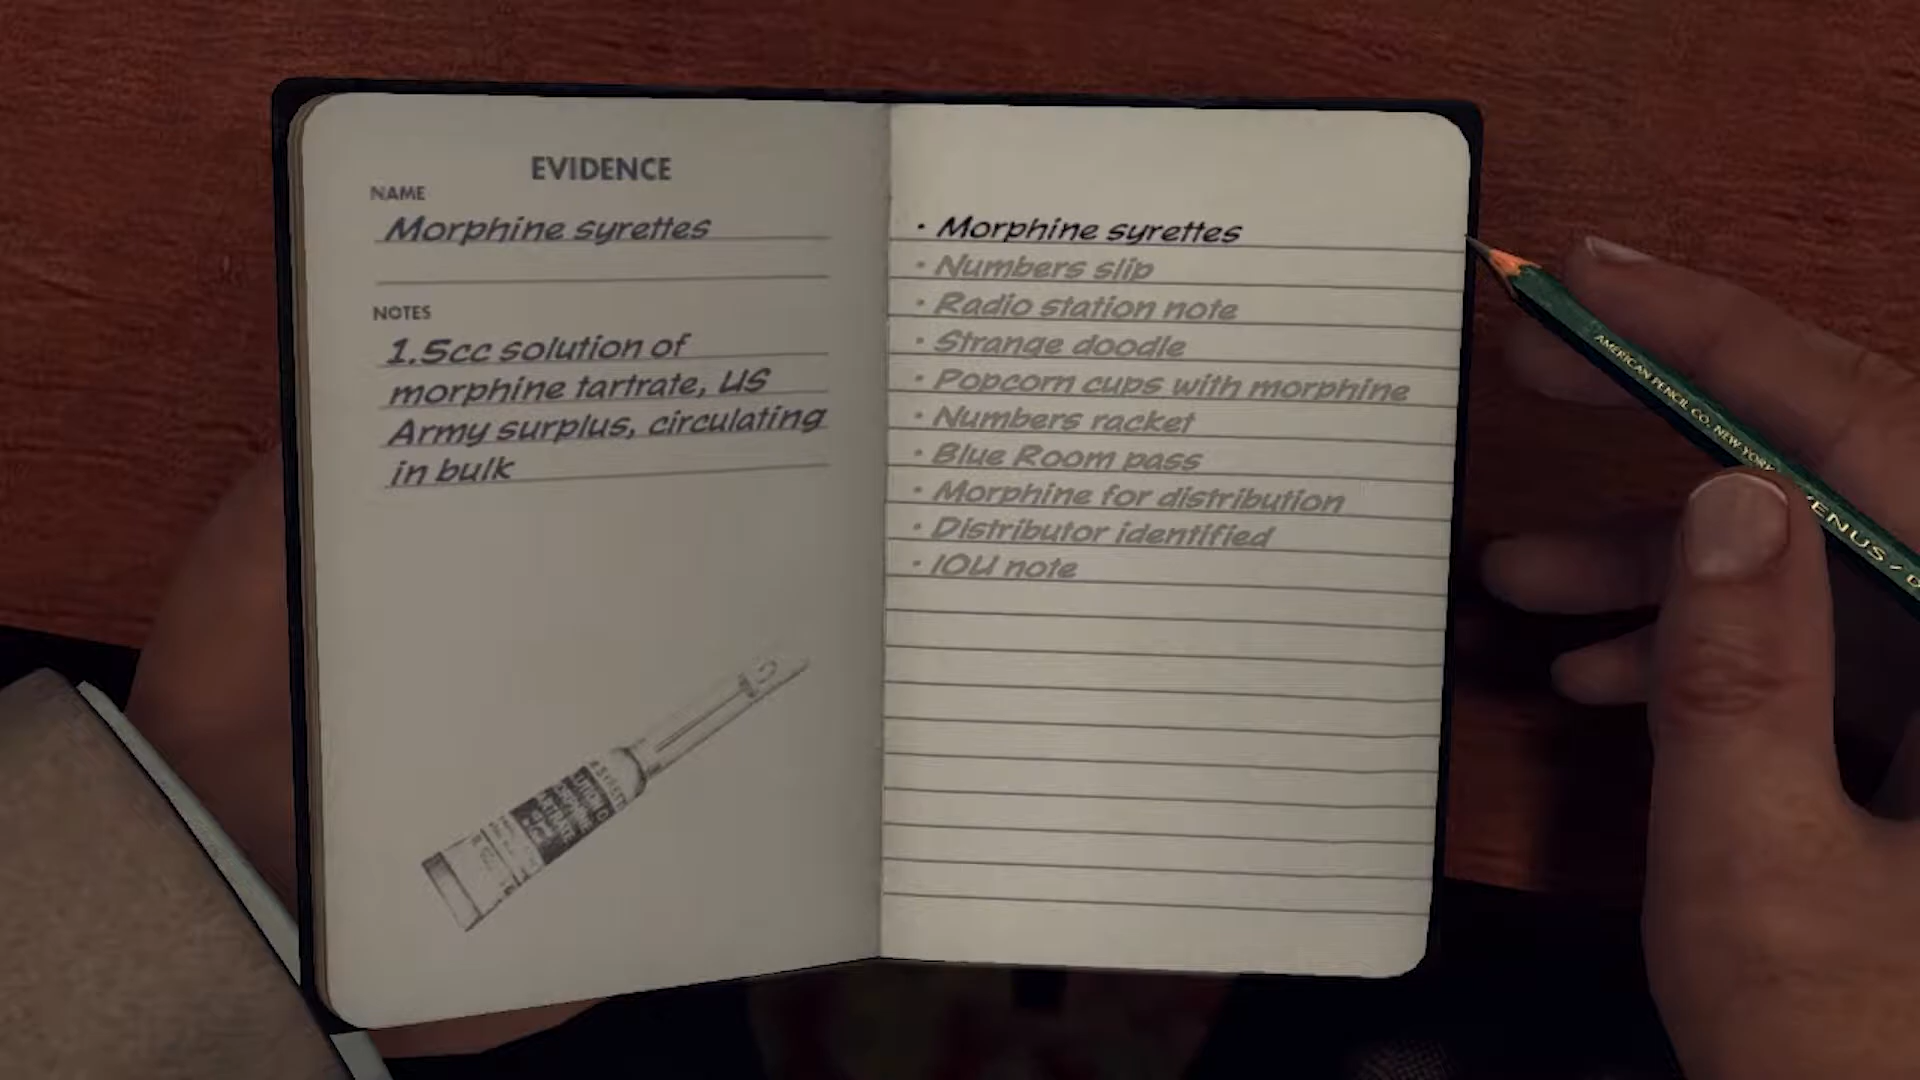 EVIDENCE
NAME
Morphine syrettes
NOTES
1.5cc solution of
morphine tartrate, US
Army surplus, circulating
in bulk
• Morphine syrettes
• Numbers slip
• Radio station note
• Strange doodle
• Popcorn cups with morphine
• Numbers racket
• Blue Room pass
• Morphine for distribution
• Distributor identified
• IOU note
AMERICAN PENCIL CO. NEW YORK